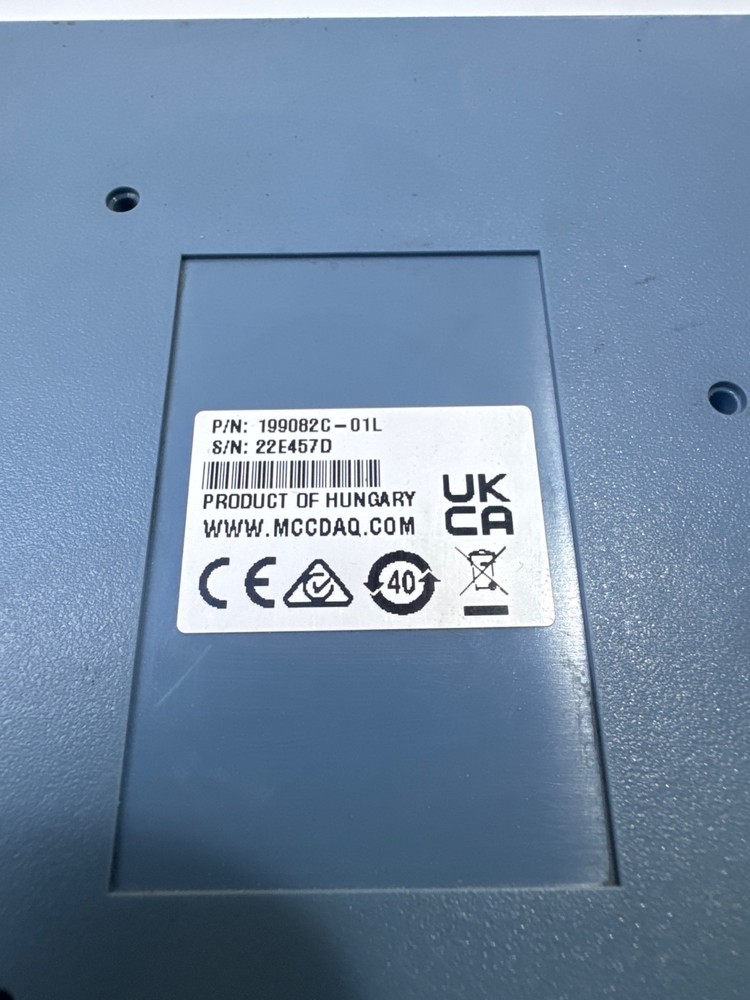 P/N: 199082C-01L
S/N: 22E457D
PRODUCT OF HUNGARY
WWW.MCCDAQ.COM
UK
CA
CE
40